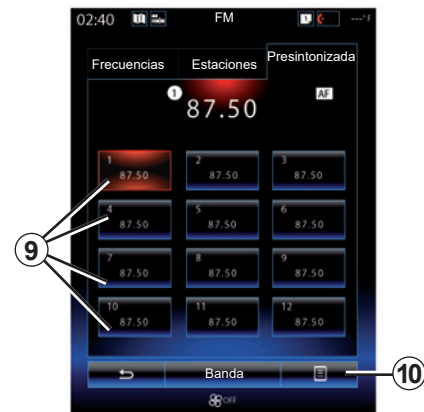 02:40 FM 1 ---°F
Frecuencias Estaciones Presintonizada
1 87.50 AF
1 87.50 2 87.50 3 87.50
4 87.50 5 87.50 6 87.50
9
7 87.50 8 87.50 9 87.50
10 87.50 11 87.50 12 87.50
Banda 10
OFF